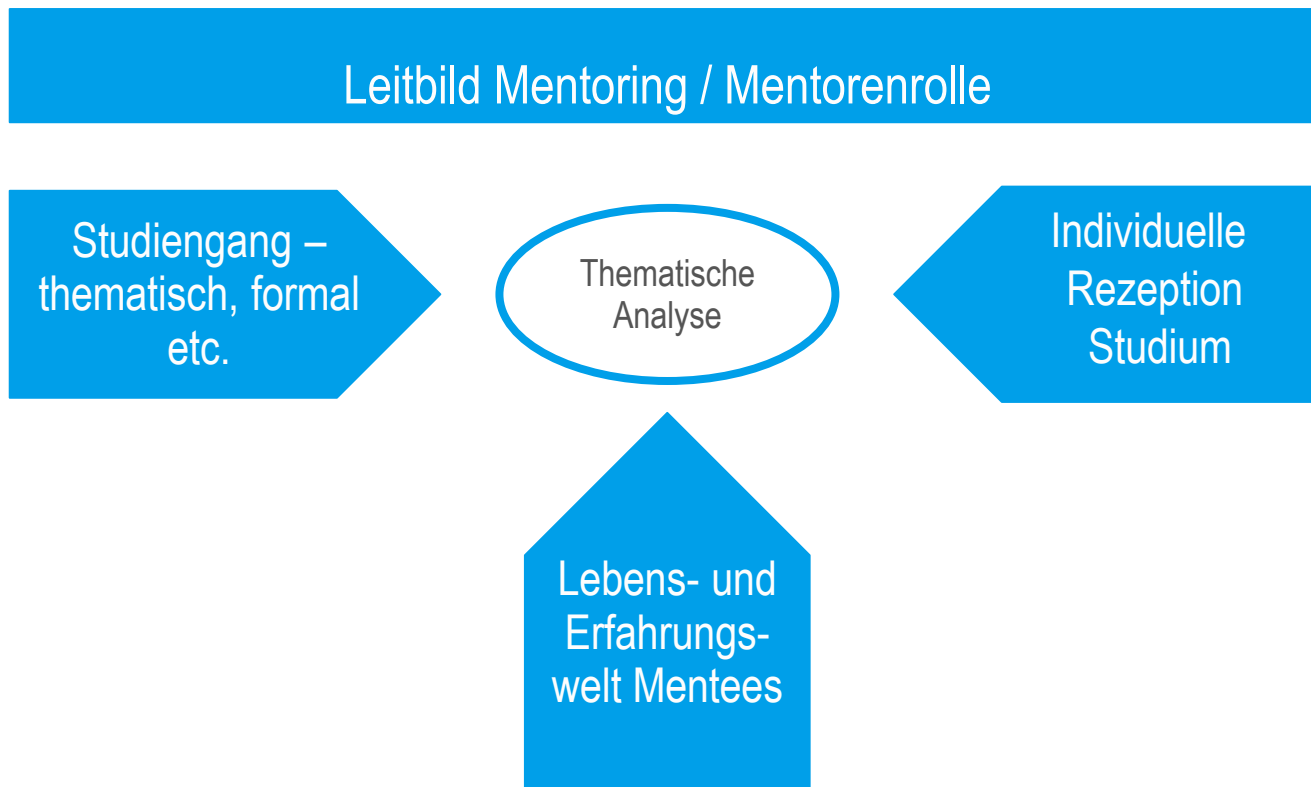 Leitbild Mentoring / Mentorenrolle
Studiengang –
thematisch, formal
etc.
Thematische
Analyse
Individuelle
Rezeption
Studium
Lebens- und
Erfahrungs-
welt Mentees